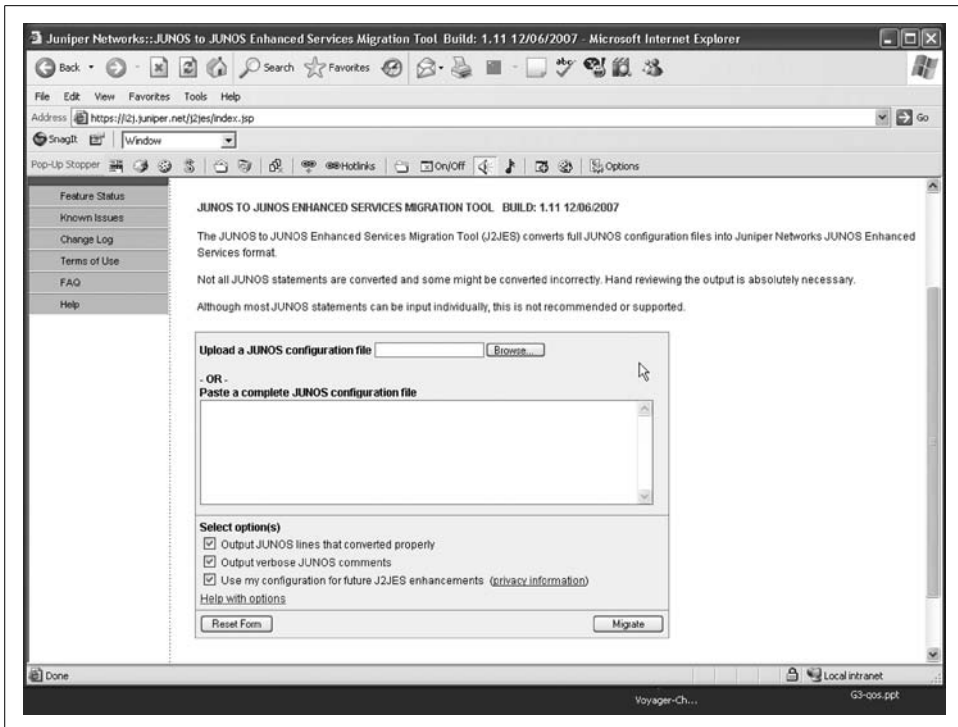 Juniper Networks::JUNOS to JUNOS Enhanced Services Migration Tool Build: 1.11 12/06/2007 - Microsoft Internet Explorer
Back Search Favorites
File Edit View Favorites Tools Help
Address https://i2j.juniper.net/j2jes/index.jsp Go
SnagIt Window
Pop-Up Stopper Hotlinks On/Off Options
Feature Status
Known Issues
Change Log
Terms of Use
FAQ
Help
JUNOS TO JUNOS ENHANCED SERVICES MIGRATION TOOL BUILD: 1.11 12/06/2007
The JUNOS to JUNOS Enhanced Services Migration Tool (J2JES) converts full JUNOS configuration files into Juniper Networks JUNOS Enhanced
Services format.
Not all JUNOS statements are converted and some might be converted incorrectly. Hand reviewing the output is absolutely necessary.
Although most JUNOS statements can be input individually, this is not recommended or supported.
Upload a JUNOS configuration file Browse...
- OR -
Paste a complete JUNOS configuration file
Select option(s)
Output JUNOS lines that converted properly
Output verbose JUNOS comments
Use my configuration for future J2JES enhancements (privacy information)
Help with options
Reset Form Migrate
Done Local intranet
Voyager-Ch... G3-qos.ppt